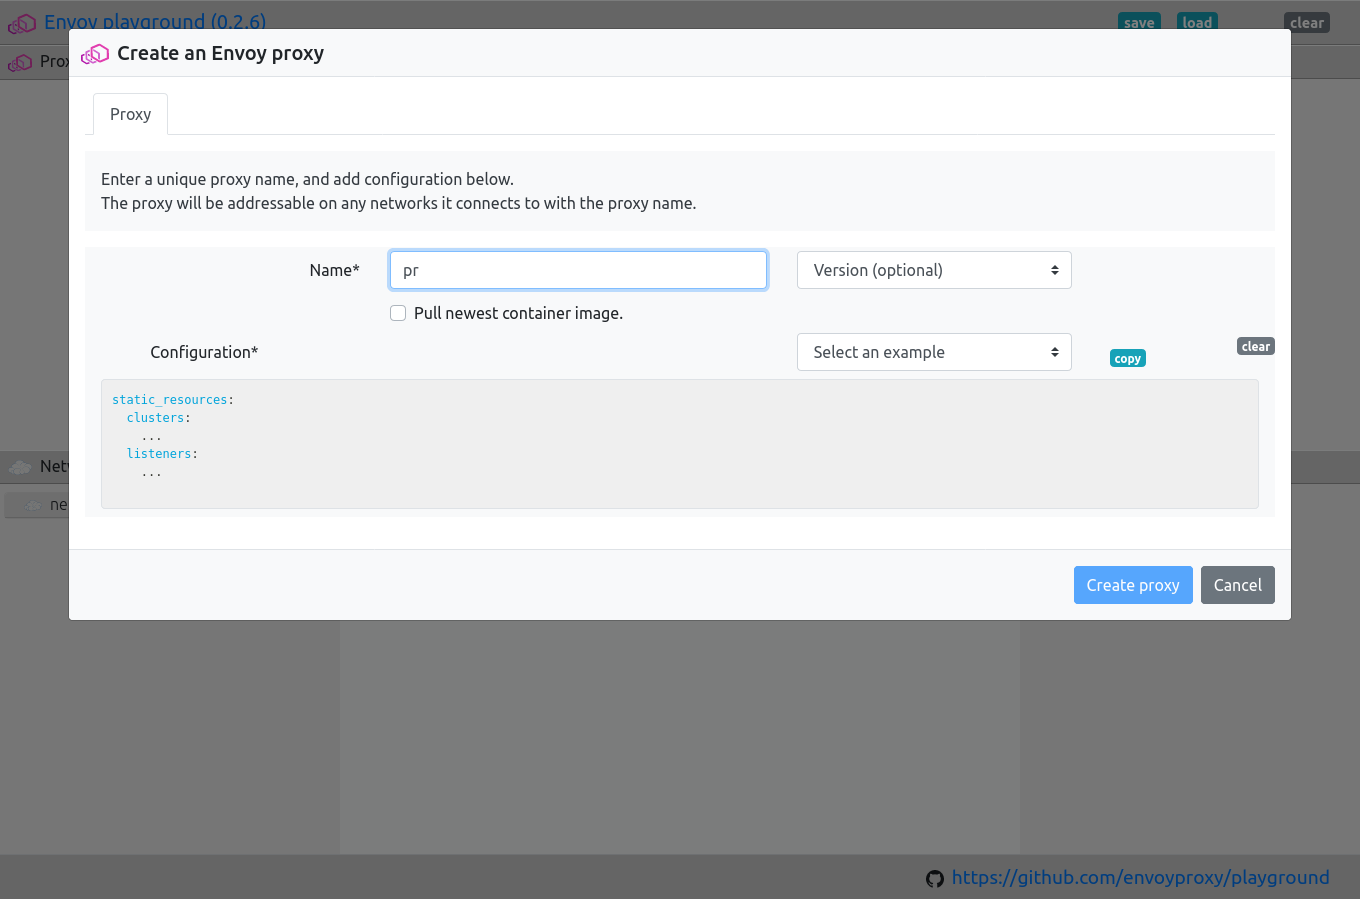 Envoy playground (0.2.6)
save
load
clear
Create an Envoy proxy
Proxy
Enter a unique proxy name, and add configuration below.
The proxy will be addressable on any networks it connects to with the proxy name.
Name*
pr
Version (optional)
Pull newest container image.
Configuration*
Select an example
copy
clear
static_resources:
clusters:
...
listeners:
...
Create proxy
Cancel
https://github.com/envoyproxy/playground